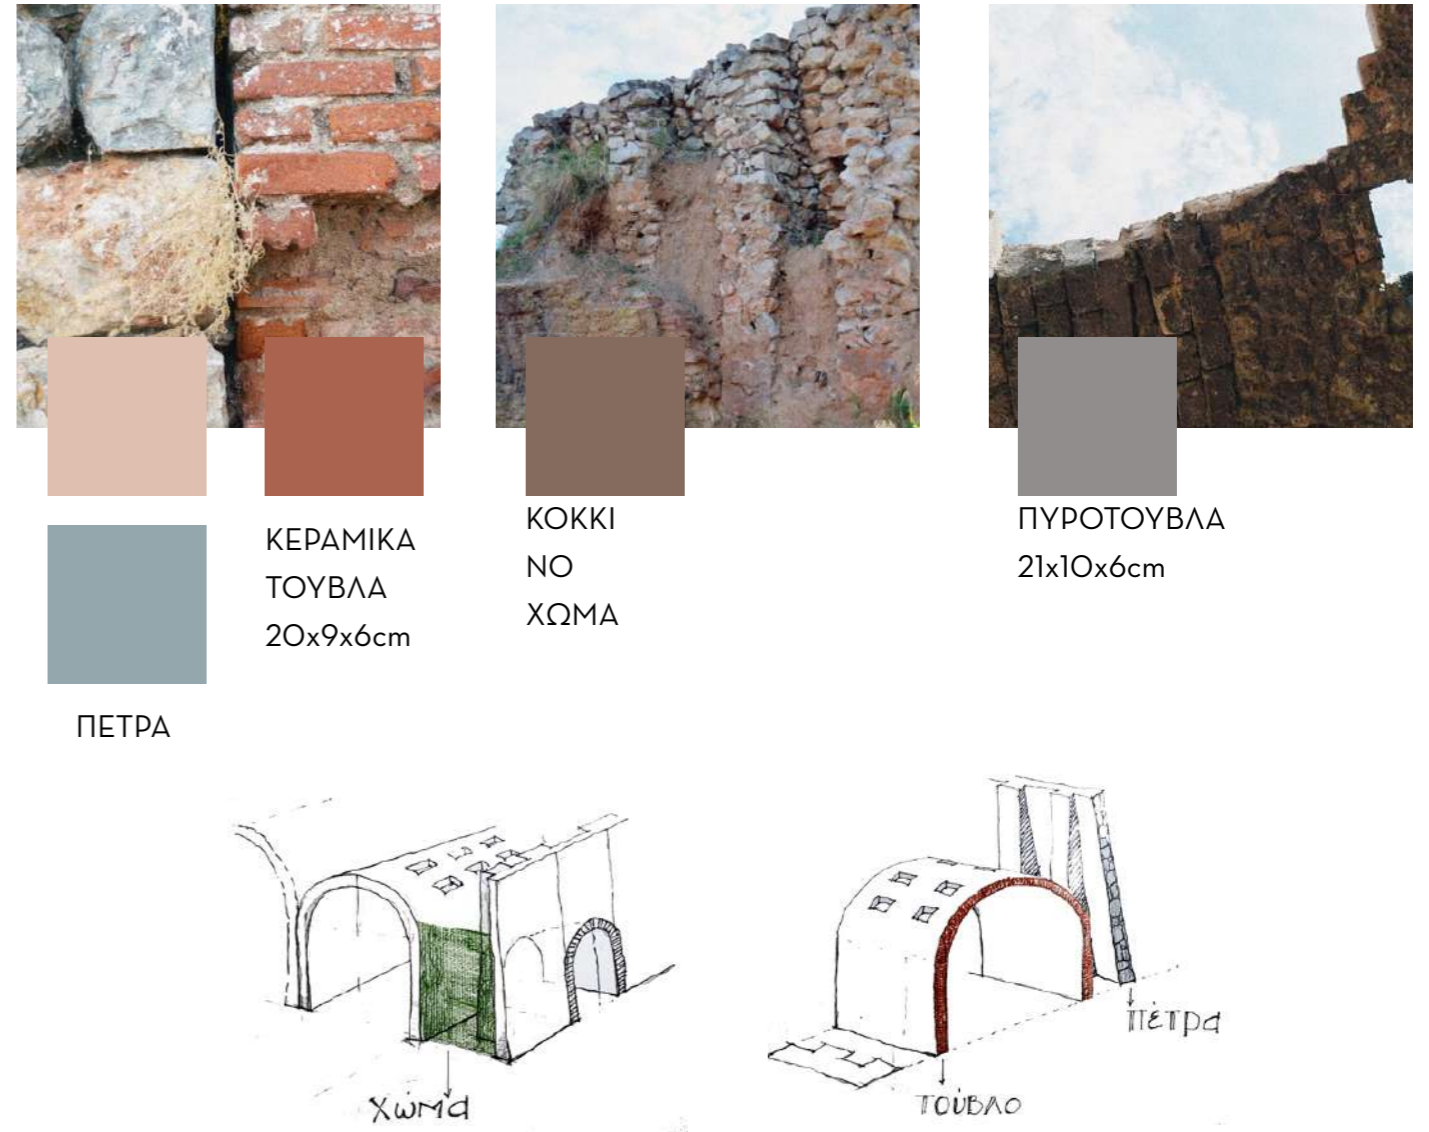 ΚΕΡΑΜΙΚΑ
ΤΟΥΒΛΑ
20x9x6cm
ΠΕΤΡΑ
ΚΟΚΚΙ
ΝΟ
ΧΩΜΑ
ΠΥΡΟΤΟΥΒΛΑ
21x10x6cm
Χώμα
ΤΟύΒΛΟ
Πέτρα